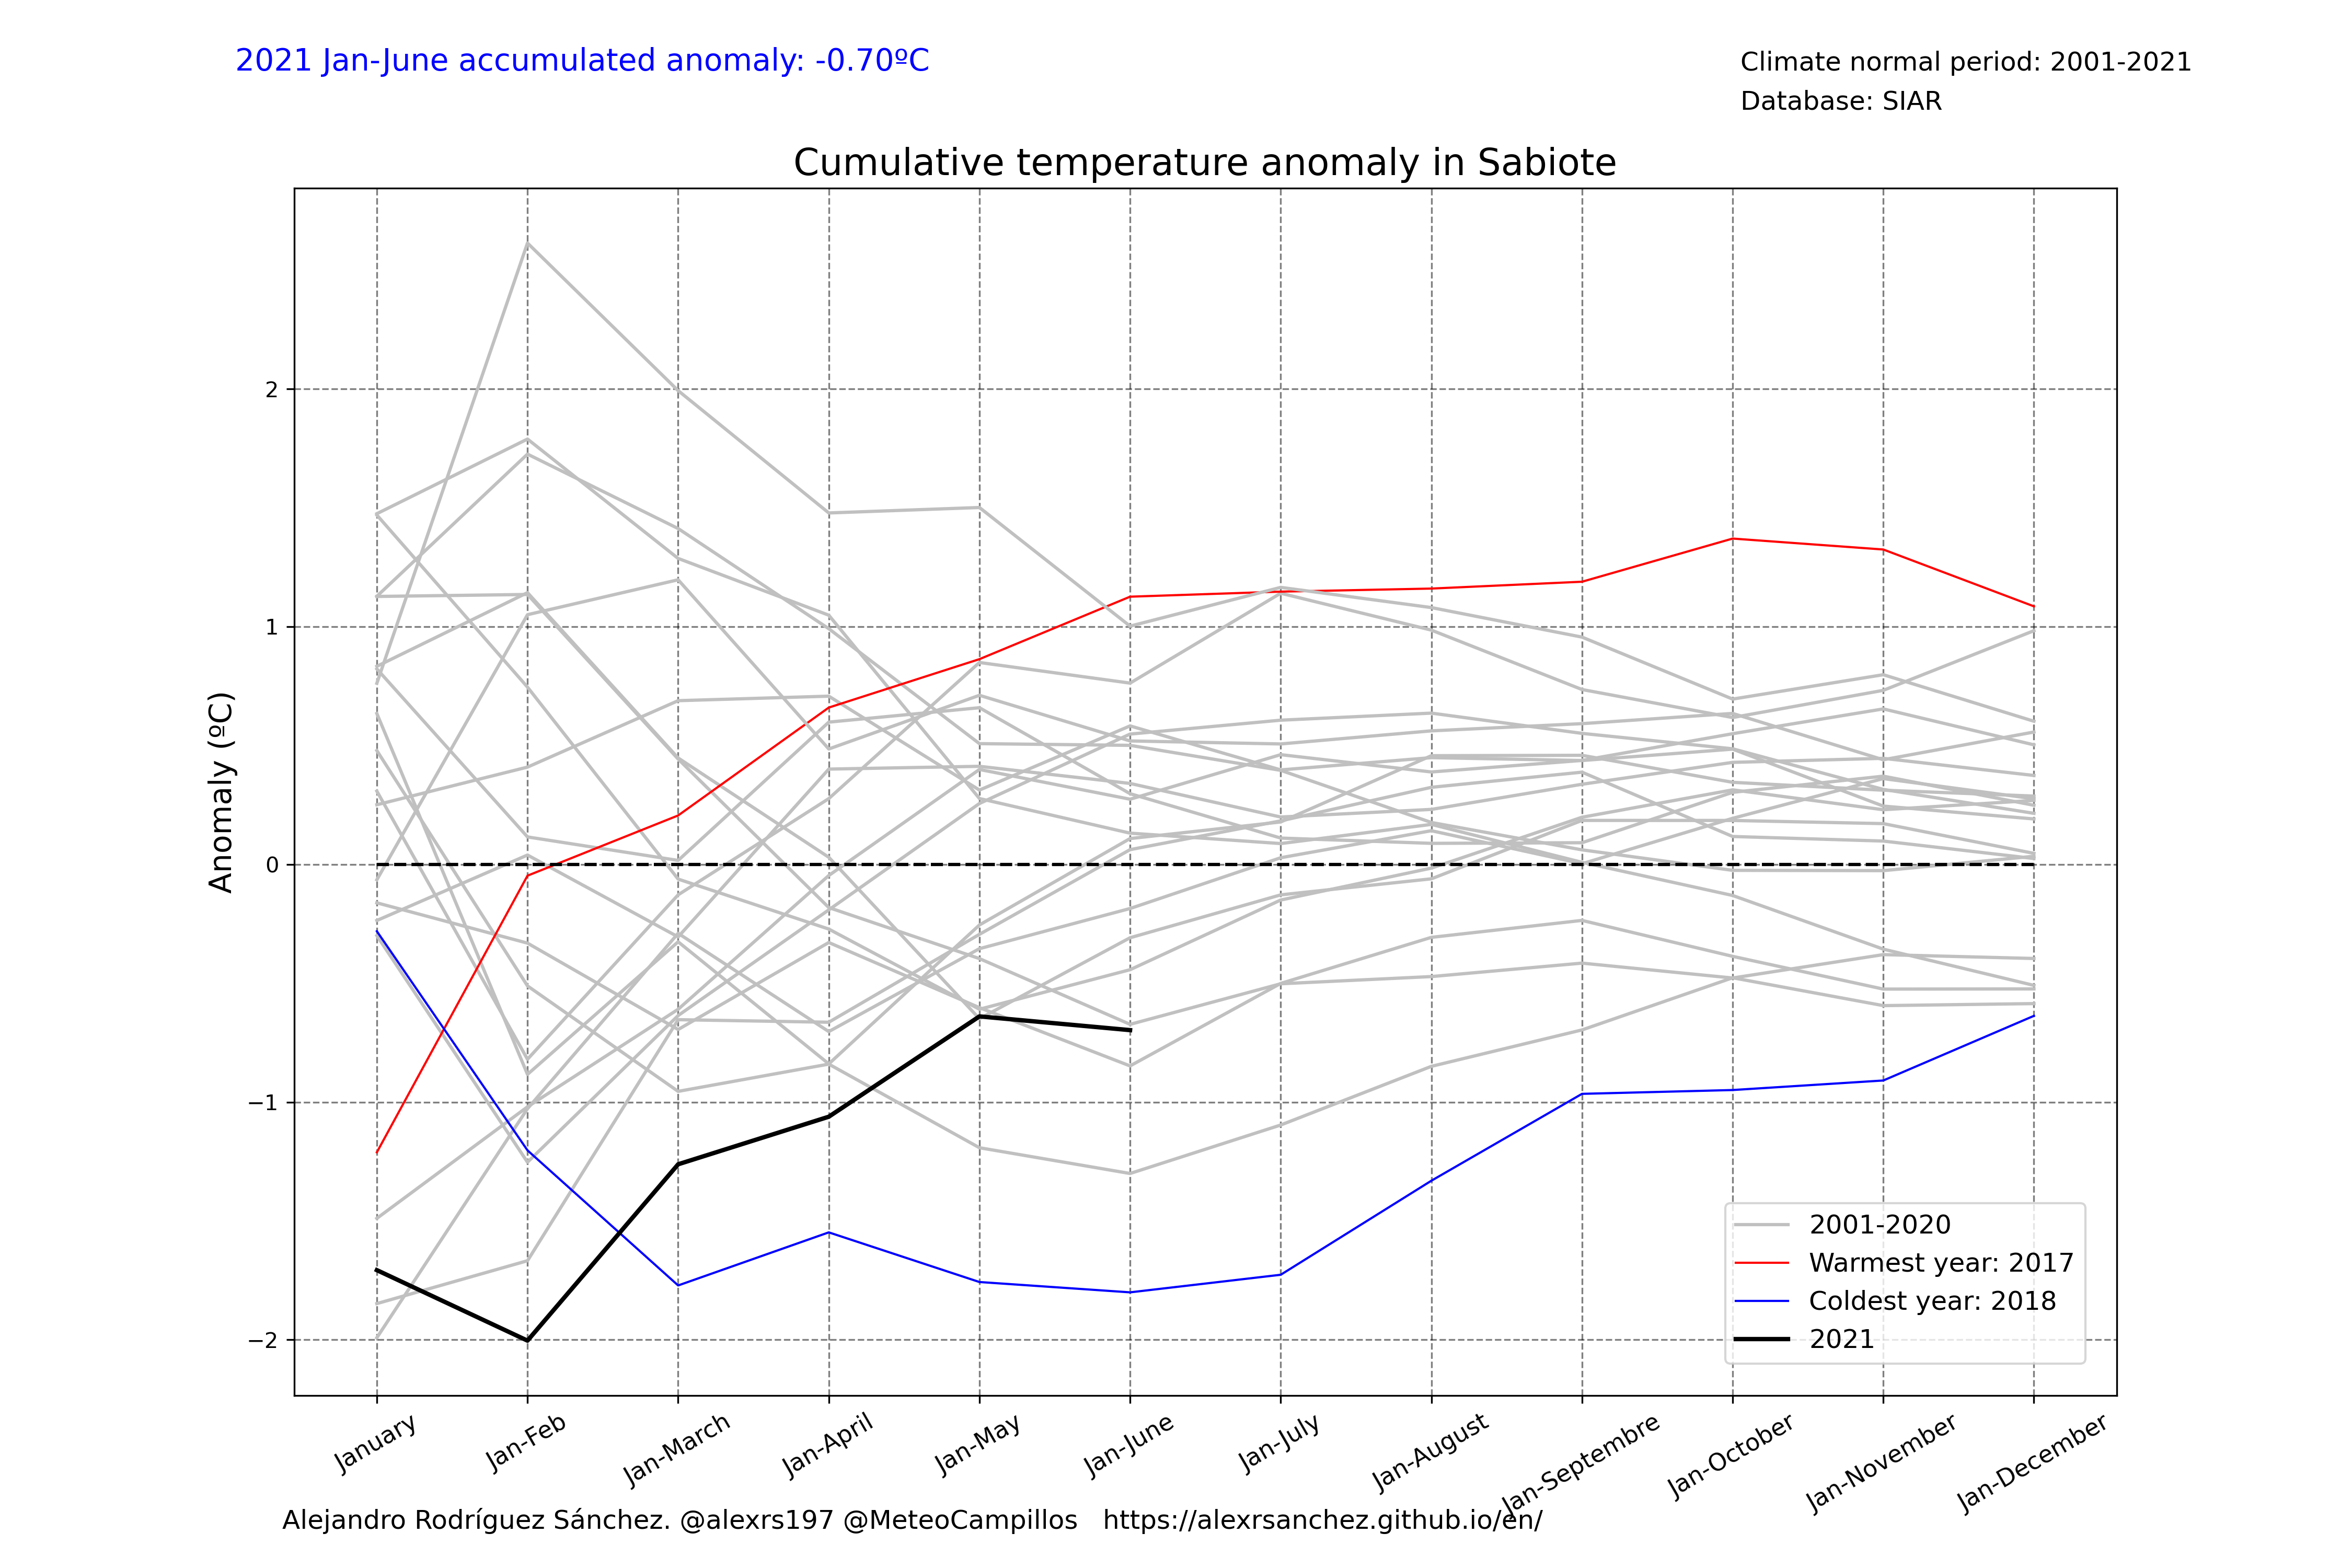 2021 Jan-June accumulated anomaly: -0.70ºC
Climate normal period: 2001-2021
Database: SIAR
Cumulative temperature anomaly in Sabiote
Anomaly (ºC)
2
1
0
−1
−2
2001-2020
Warmest year: 2017
Coldest year: 2018
2021
January
Jan-Feb
Jan-March
Jan-April
Jan-May
Jan-June
Jan-July
Jan-August
Jan-Septembre
Jan-October
Jan-November
Jan-December
Alejandro Rodríguez Sánchez. @alexrs197 @MeteoCampillos https://alexrsanchez.github.io/en/